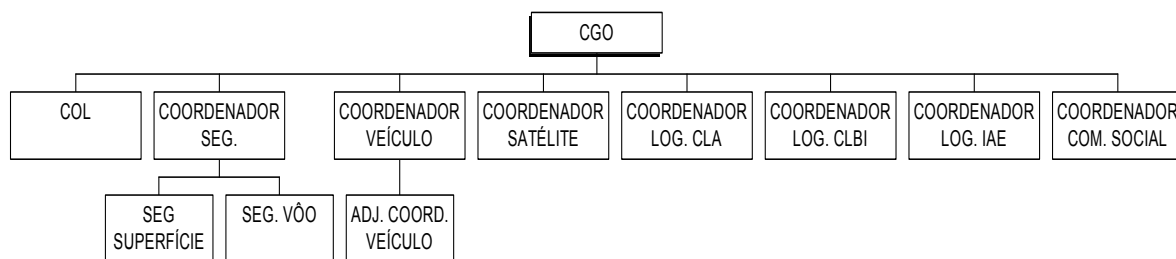 CGO
COL
COORDENADOR
SEG.
COORDENADOR
VEÍCULO
COORDENADOR
SATÉLITE
COORDENADOR
LOG. CLA
COORDENADOR
LOG. CLBI
COORDENADOR
LOG. IAE
COORDENADOR
COM. SOCIAL
SEG
SUPERFÍCIE
SEG. VÔO
ADJ. COORD.
VEÍCULO